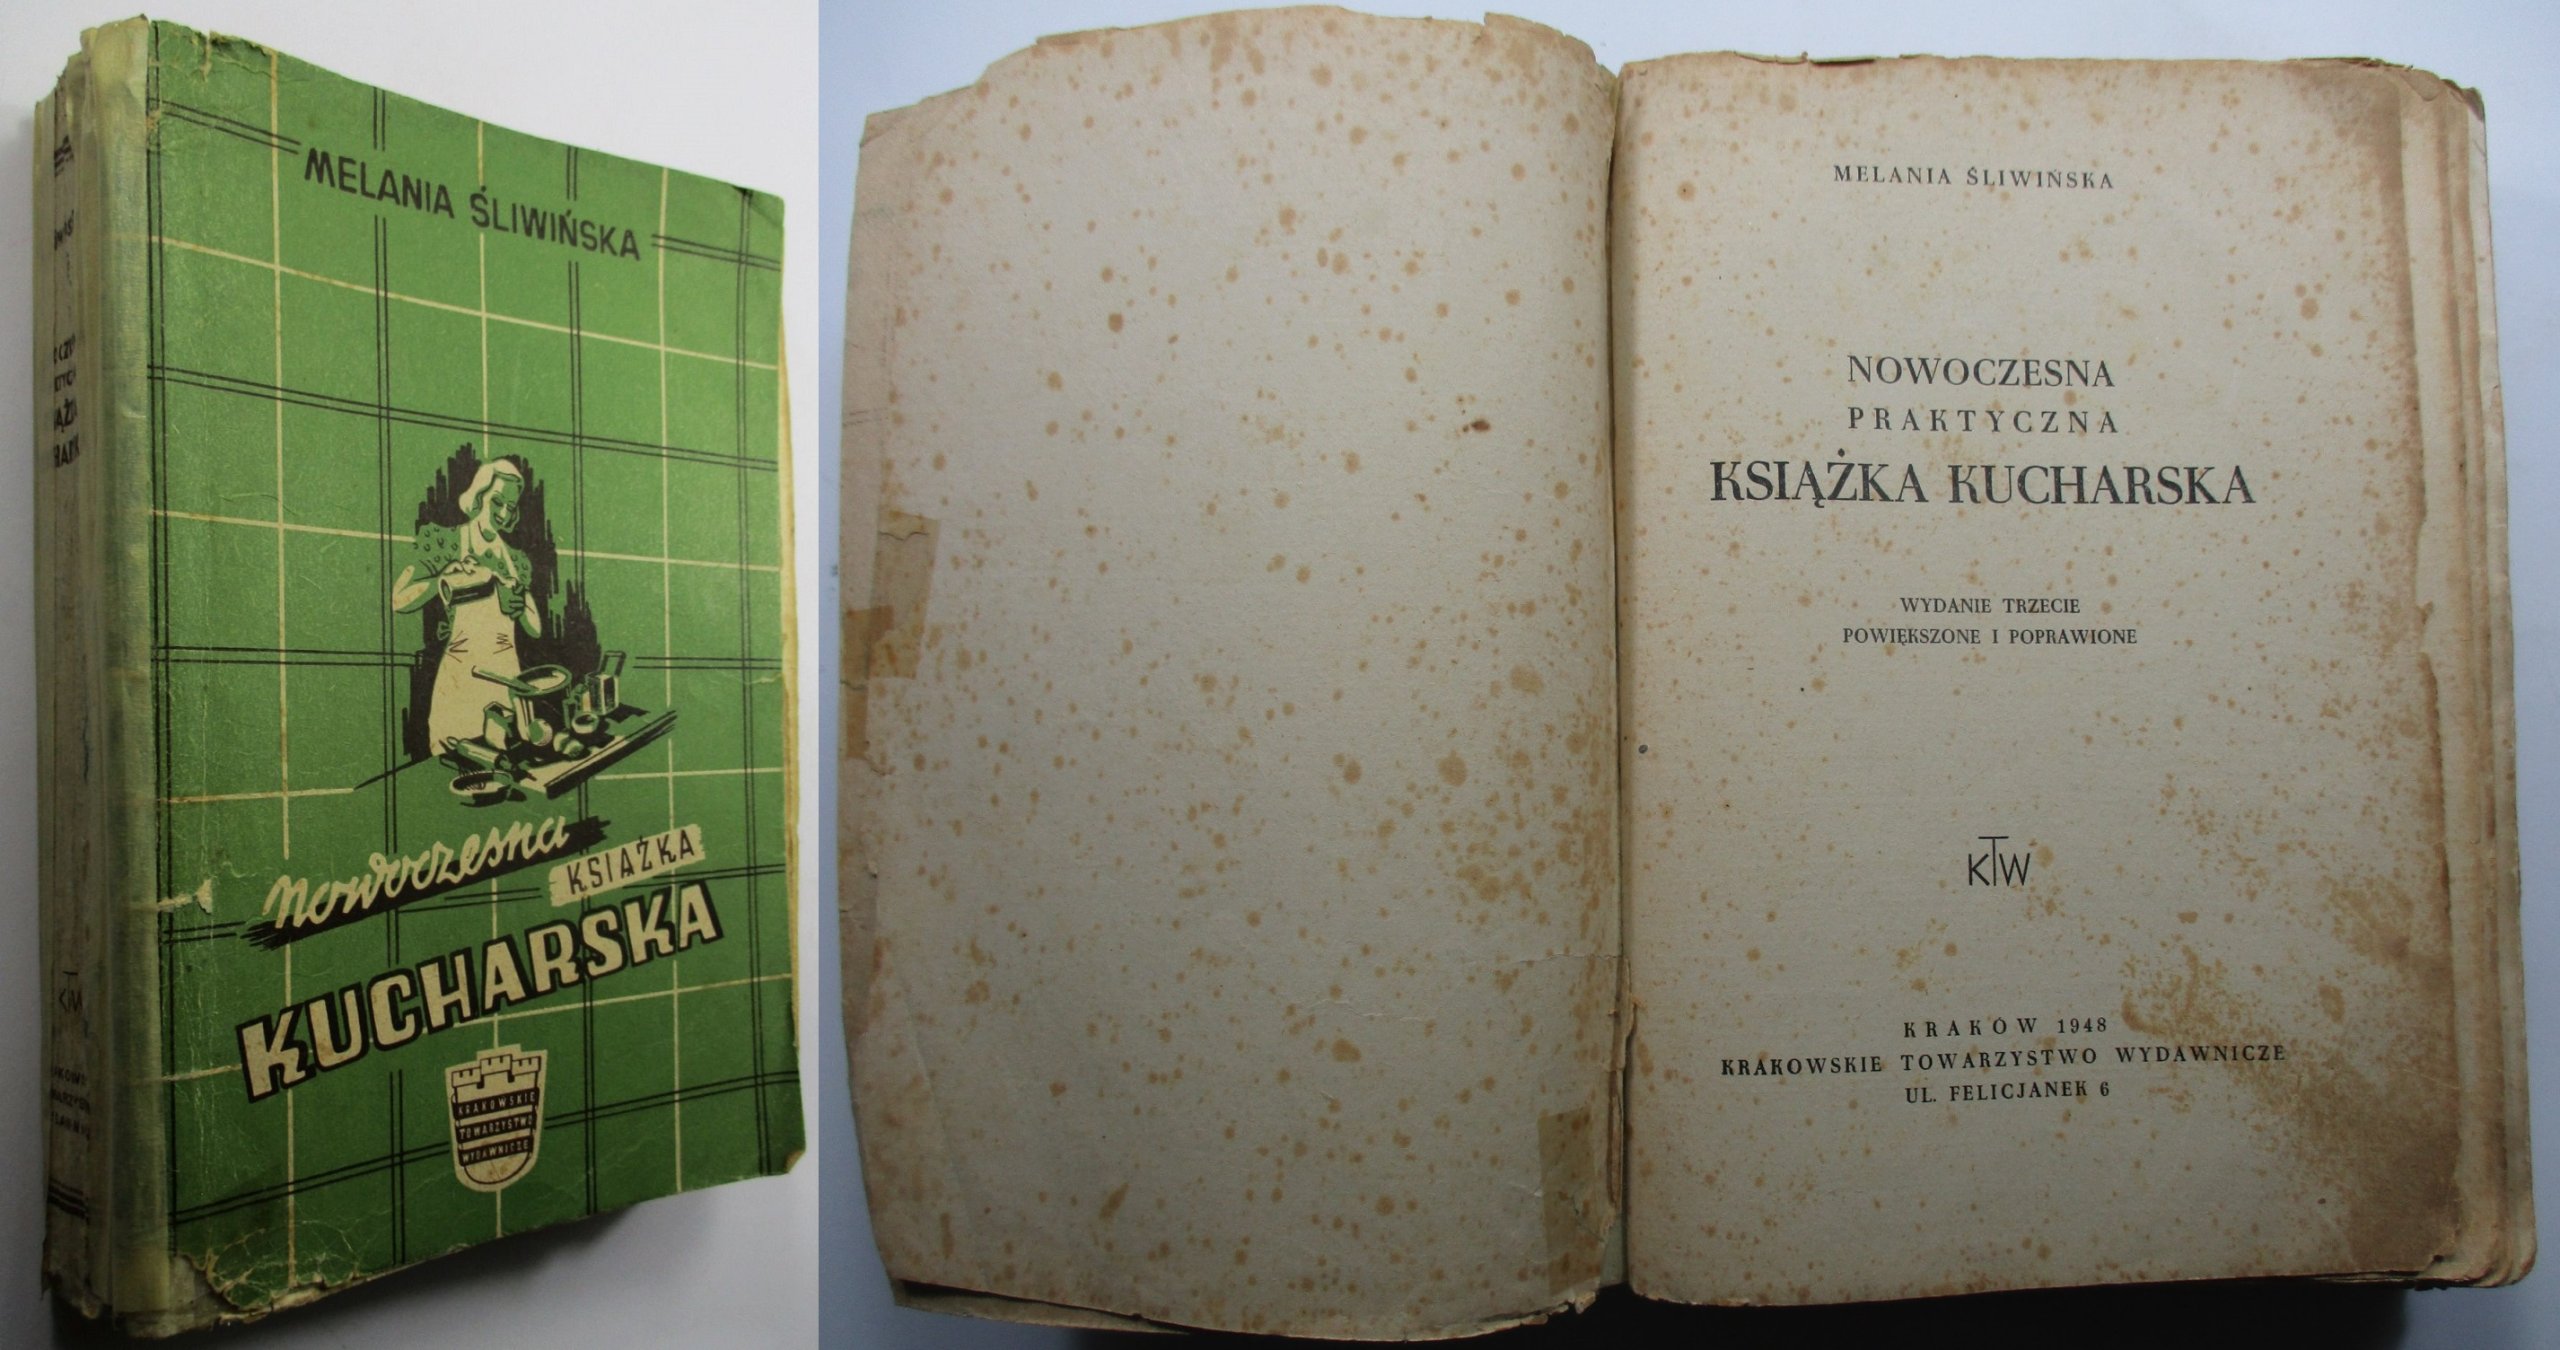 MELANIA ŚLIWIŃSKA
Nowoczesna
KSIĄŻKA
KUCHARSKA
KRAKOWSKIE
TOWARZYSTWO
WYDAWNICZE
KTW
MELANIA ŚLIWIŃSKA
NOWOCZESNA
PRAKTYCZNA
KSIĄŻKA KUCHARSKA
WYDANIE TRZECIE
POWIĘKSZONE I POPRAWIONE
KTW
KRAKÓW 1948
KRAKOWSKIE TOWARZYSTWO WYDAWNICZE
UL. FELICJANEK 6